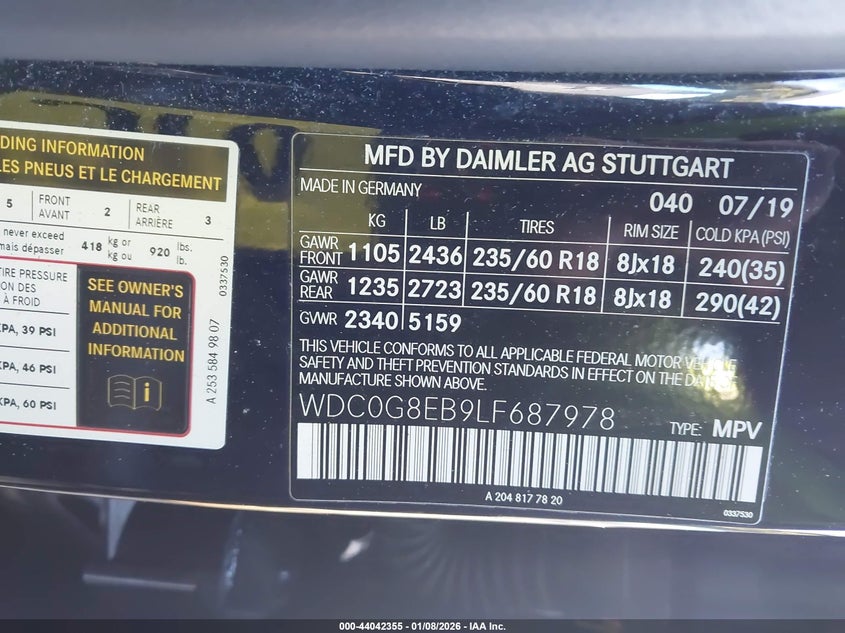 DING INFORMATION
LES PNEUS ET LE CHARGEMENT
5 FRONT AVANT 2 REAR ARRIÈRE 3
never exceed
mais dépasser 418 kg or kg ou 920 lbs. lb.
TIRE PRESSURE
ION DES
À FROID
KPA, 39 PSI
KPA, 46 PSI
KPA, 60 PSI
SEE OWNER'S
MANUAL FOR
ADDITIONAL
INFORMATION
i
0337530
A 253 584 98 07
MFD BY DAIMLER AG STUTTGART
MADE IN GERMANY 040 07/19
KG LB TIRES RIM SIZE COLD KPA(PSI)
GAWR FRONT 1105 2436 235/60 R18 8Jx18 240(35)
GAWR REAR 1235 2723 235/60 R18 8Jx18 290(42)
GVWR 2340 5159
THIS VEHICLE CONFORMS TO ALL APPLICABLE FEDERAL MOTOR VEHICLE
SAFETY AND THEFT PREVENTION STANDARDS IN EFFECT ON THE DATE OF
MANUFACTURE SHOWN ABOVE.
WDC0G8EB9LF687978 TYPE: MPV
A 204 817 78 20
0337530
000-44042355 - 01/08/2026 - IAA Inc.